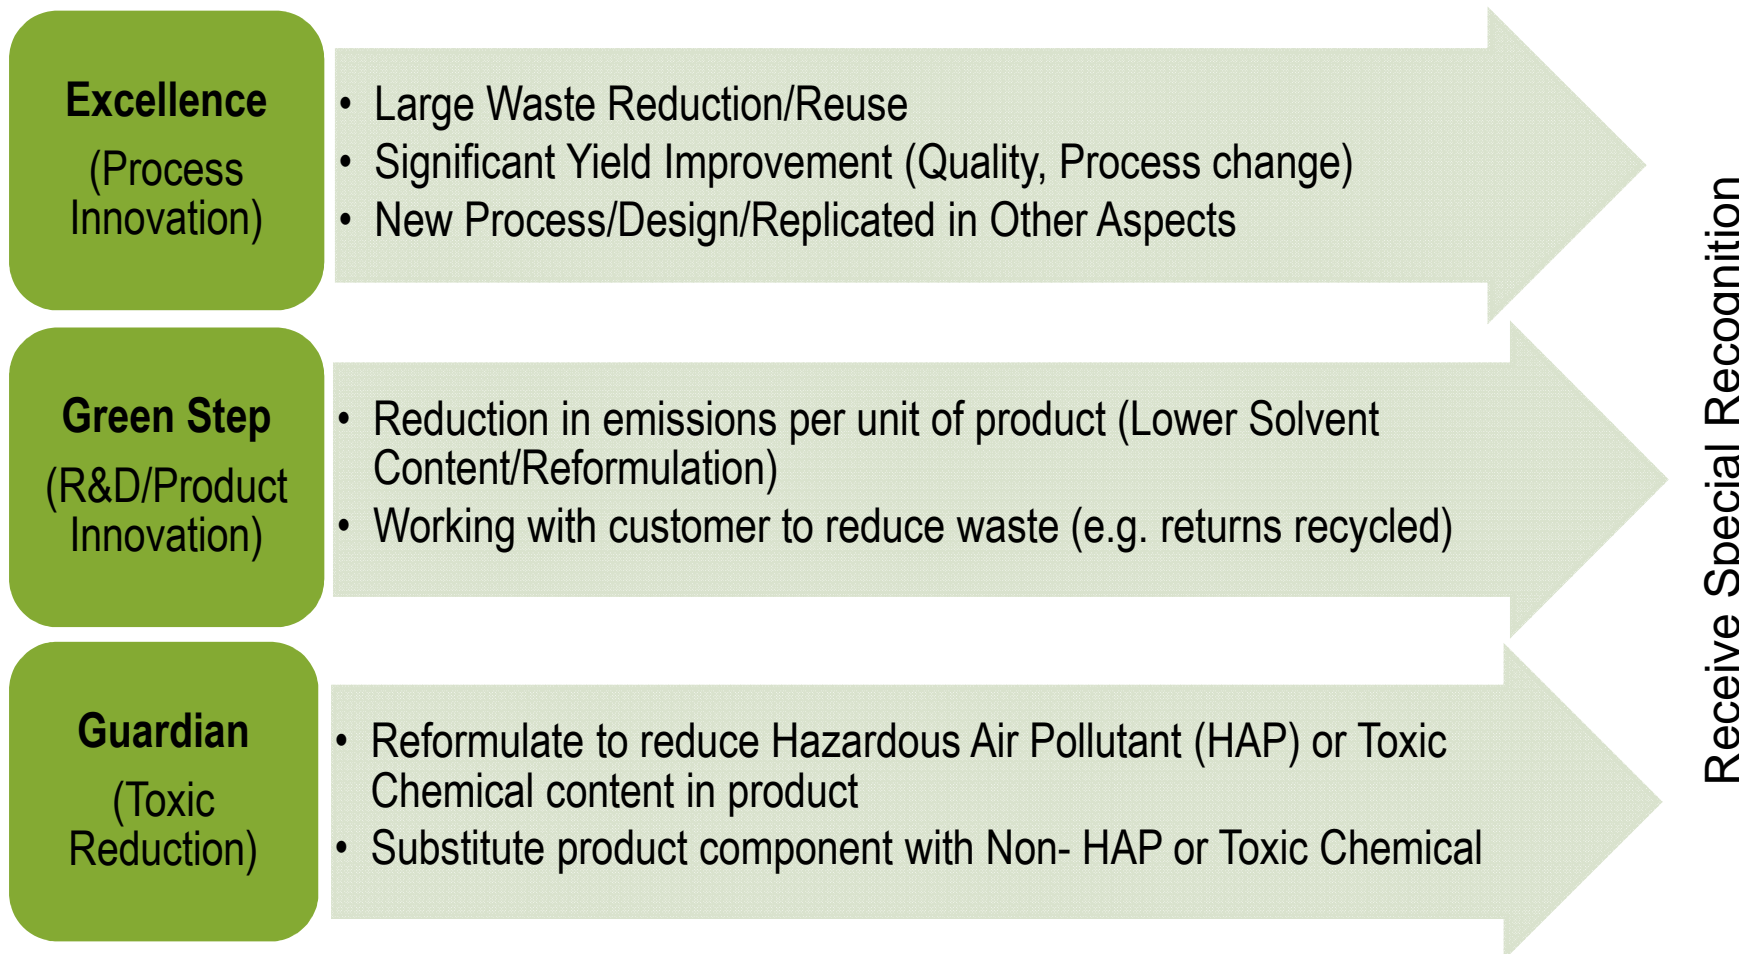 Excellence
(Process
Innovation)
• Large Waste Reduction/Reuse
• Significant Yield Improvement (Quality, Process change)
• New Process/Design/Replicated in Other Aspects
Green Step
(R&D/Product
Innovation)
• Reduction in emissions per unit of product (Lower Solvent
Content/Reformulation)
• Working with customer to reduce waste (e.g. returns recycled)
Guardian
(Toxic
Reduction)
• Reformulate to reduce Hazardous Air Pollutant (HAP) or Toxic
Chemical content in product
• Substitute product component with Non- HAP or Toxic Chemical
Receive Special Recognition